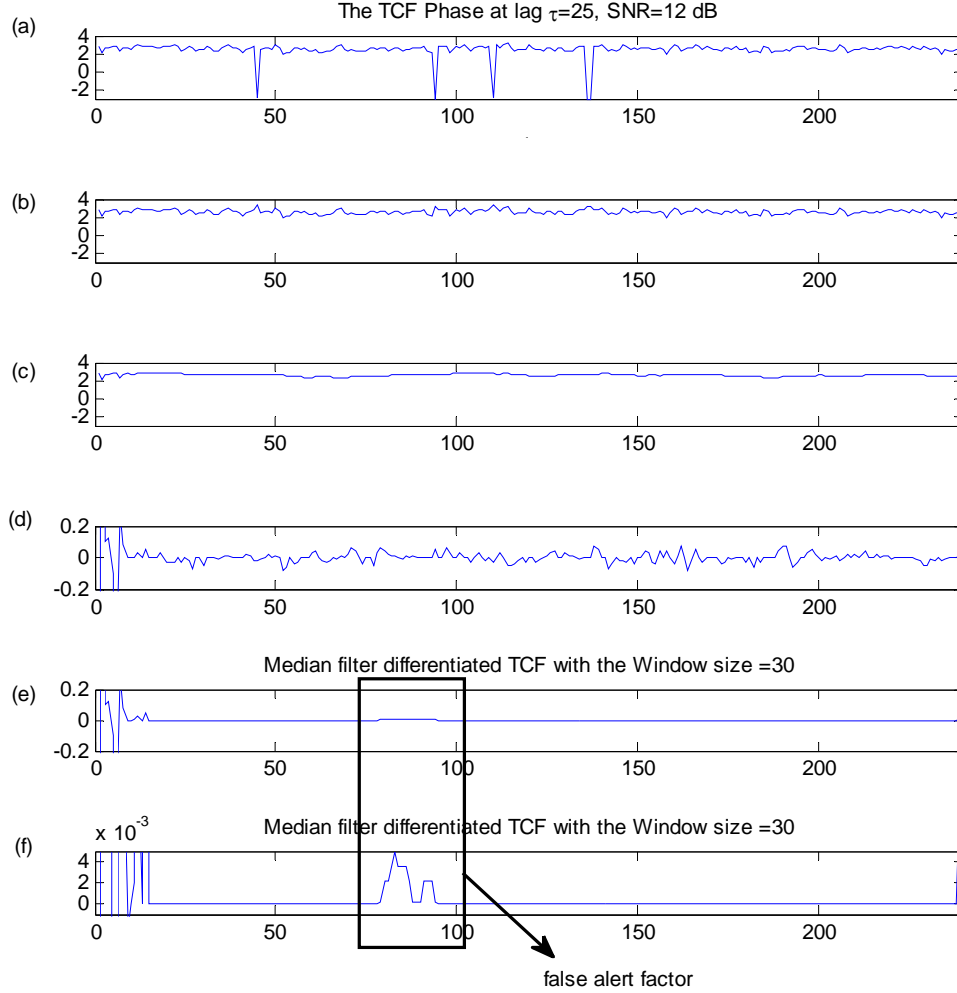 The TCF Phase at lag τ=25, SNR=12 dB
(a)
4
2
0
-2
0 50 100 150 200
(b)
4
2
0
-2
0 50 100 150 200
(c)
4
2
0
-2
0 50 100 150 200
(d)
0.2
0
-0.2
0 50 100 150 200
Median filter differentiated TCF with the Window size =30
(e)
0.2
0
-0.2
0 50 100 150 200
x 10-3
Median filter differentiated TCF with the Window size =30
(f)
4
2
0
0 50 100 150 200
false alert factor